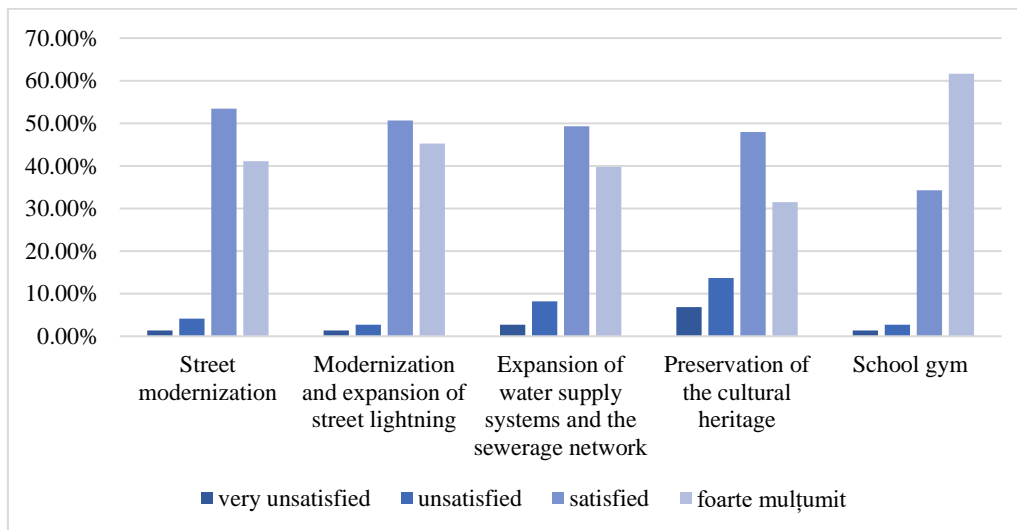 70.00%
60.00%
50.00%
40.00%
30.00%
20.00%
10.00%
0.00%
Street
modernization
Modernization
and expansion of
street lightning
Expansion of
water supply
systems and the
sewerage network
Preservation of
the cultural
heritage
School gym
very unsatisfied unsatisfied satisfied foarte mulțumit